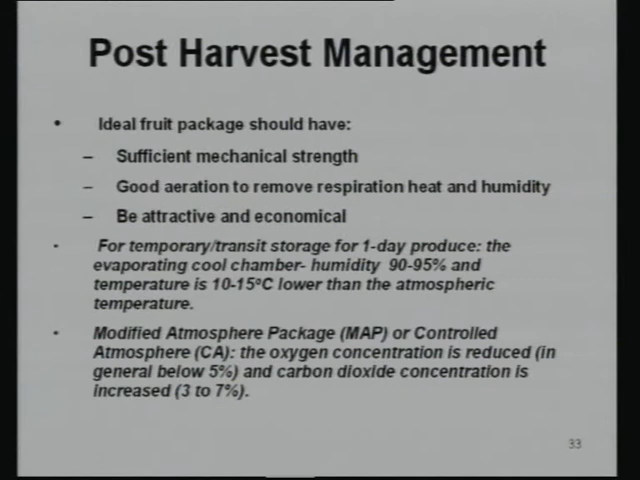 Post Harvest Management
• Ideal fruit package should have:
– Sufficient mechanical strength
– Good aeration to remove respiration heat and humidity
– Be attractive and economical
• For temporary/transit storage for 1-day produce: the
evaporating cool chamber- humidity 90-95% and
temperature is 10-15°C lower than the atmospheric
temperature.
• Modified Atmosphere Package (MAP) or Controlled
Atmosphere (CA): the oxygen concentration is reduced (in
general below 5%) and carbon dioxide concentration is
increased (3 to 7%).
33